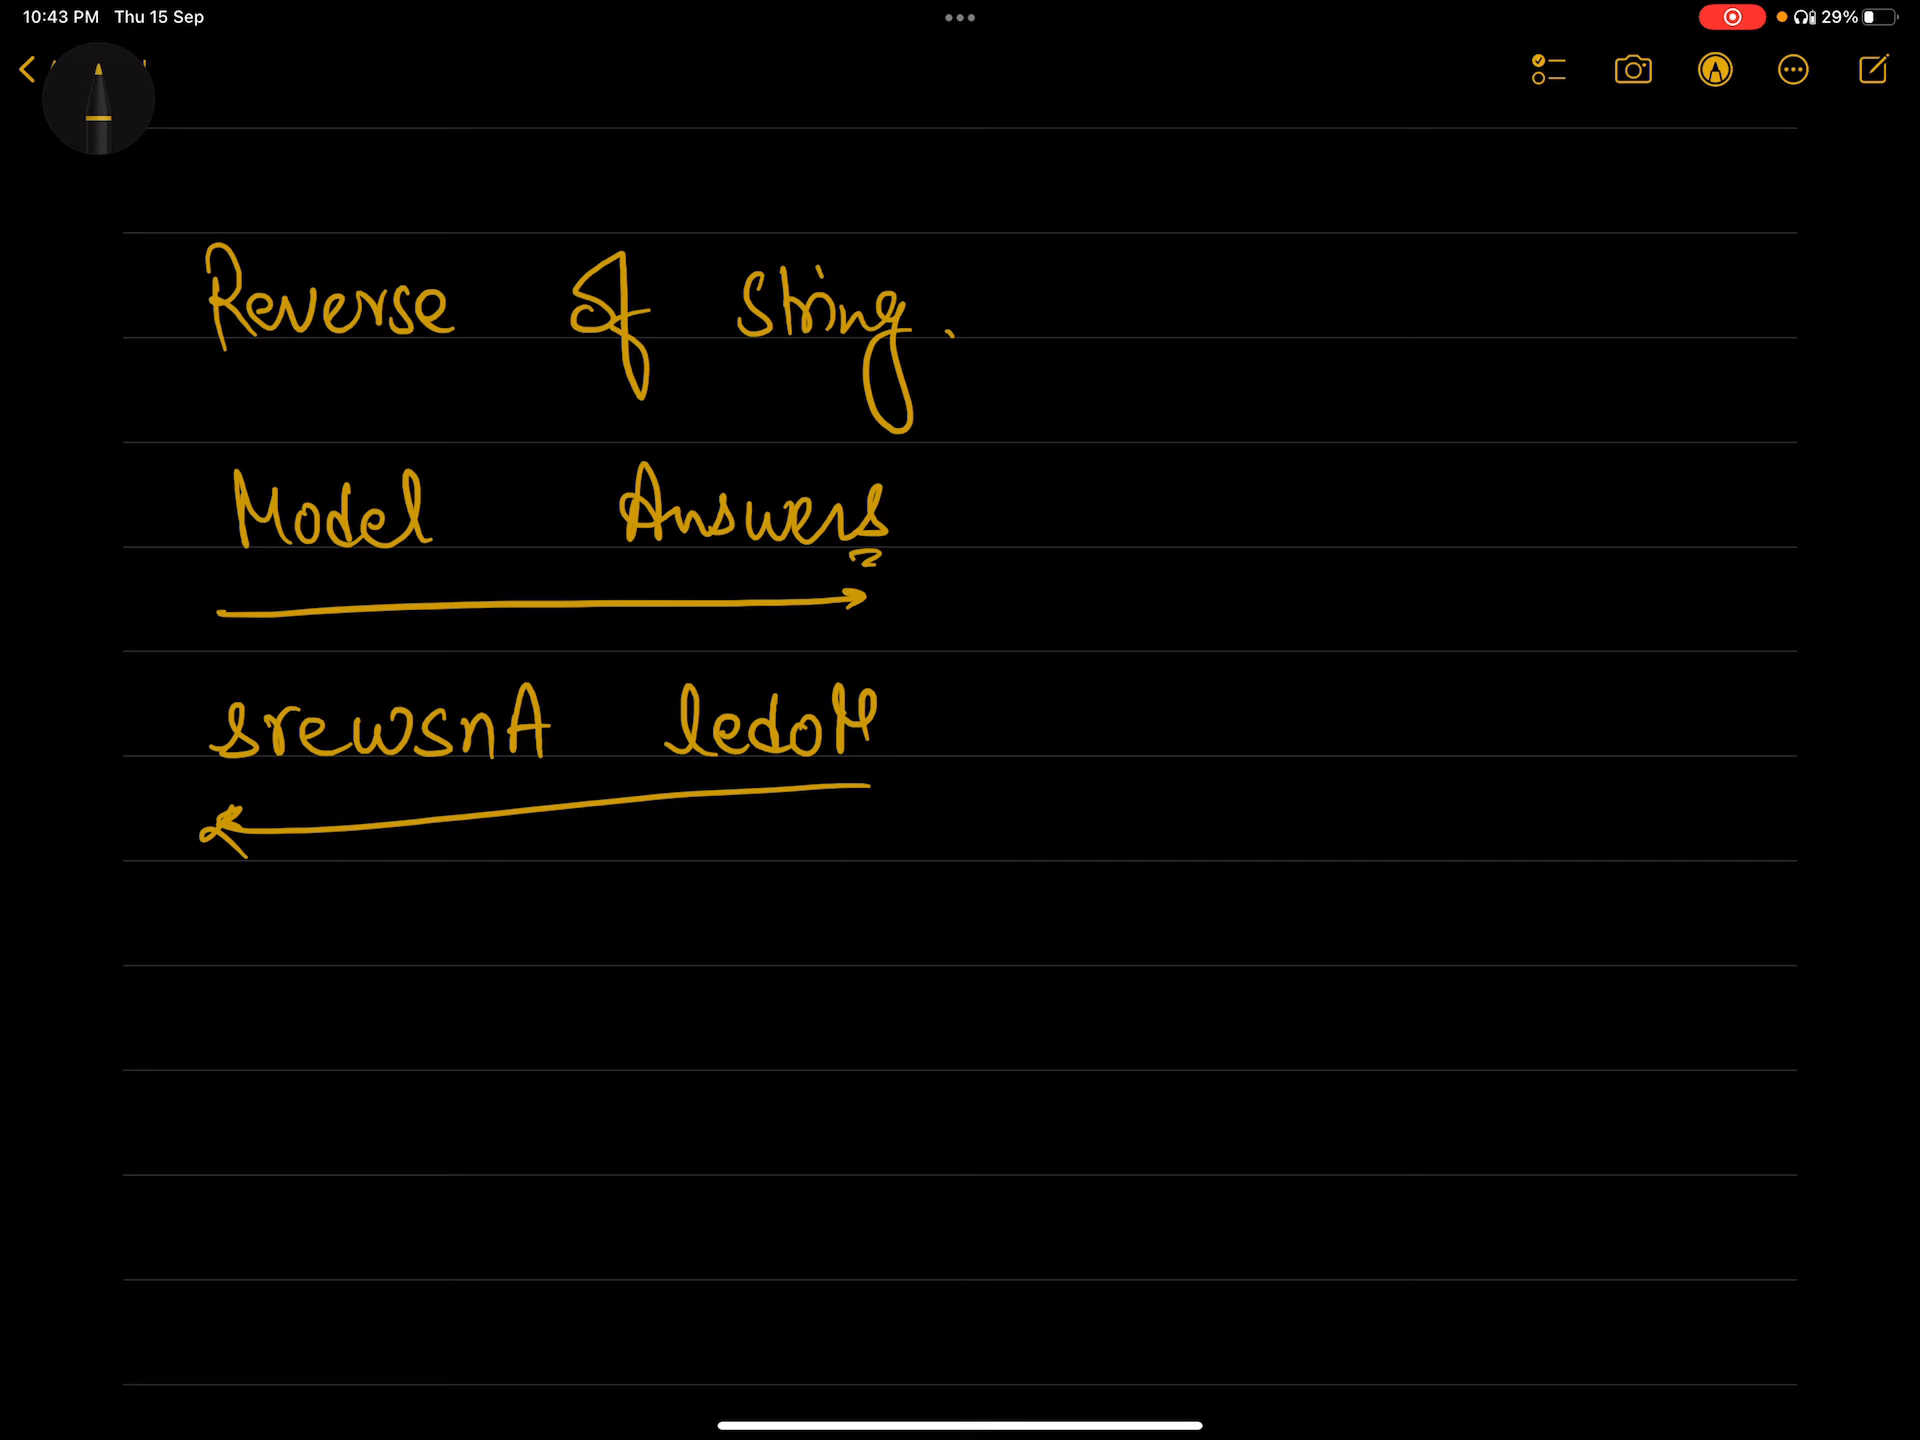 10:43 PM Thu 15 Sep 29%
Reverse of string.
Model Answers
srewsnA ledoM